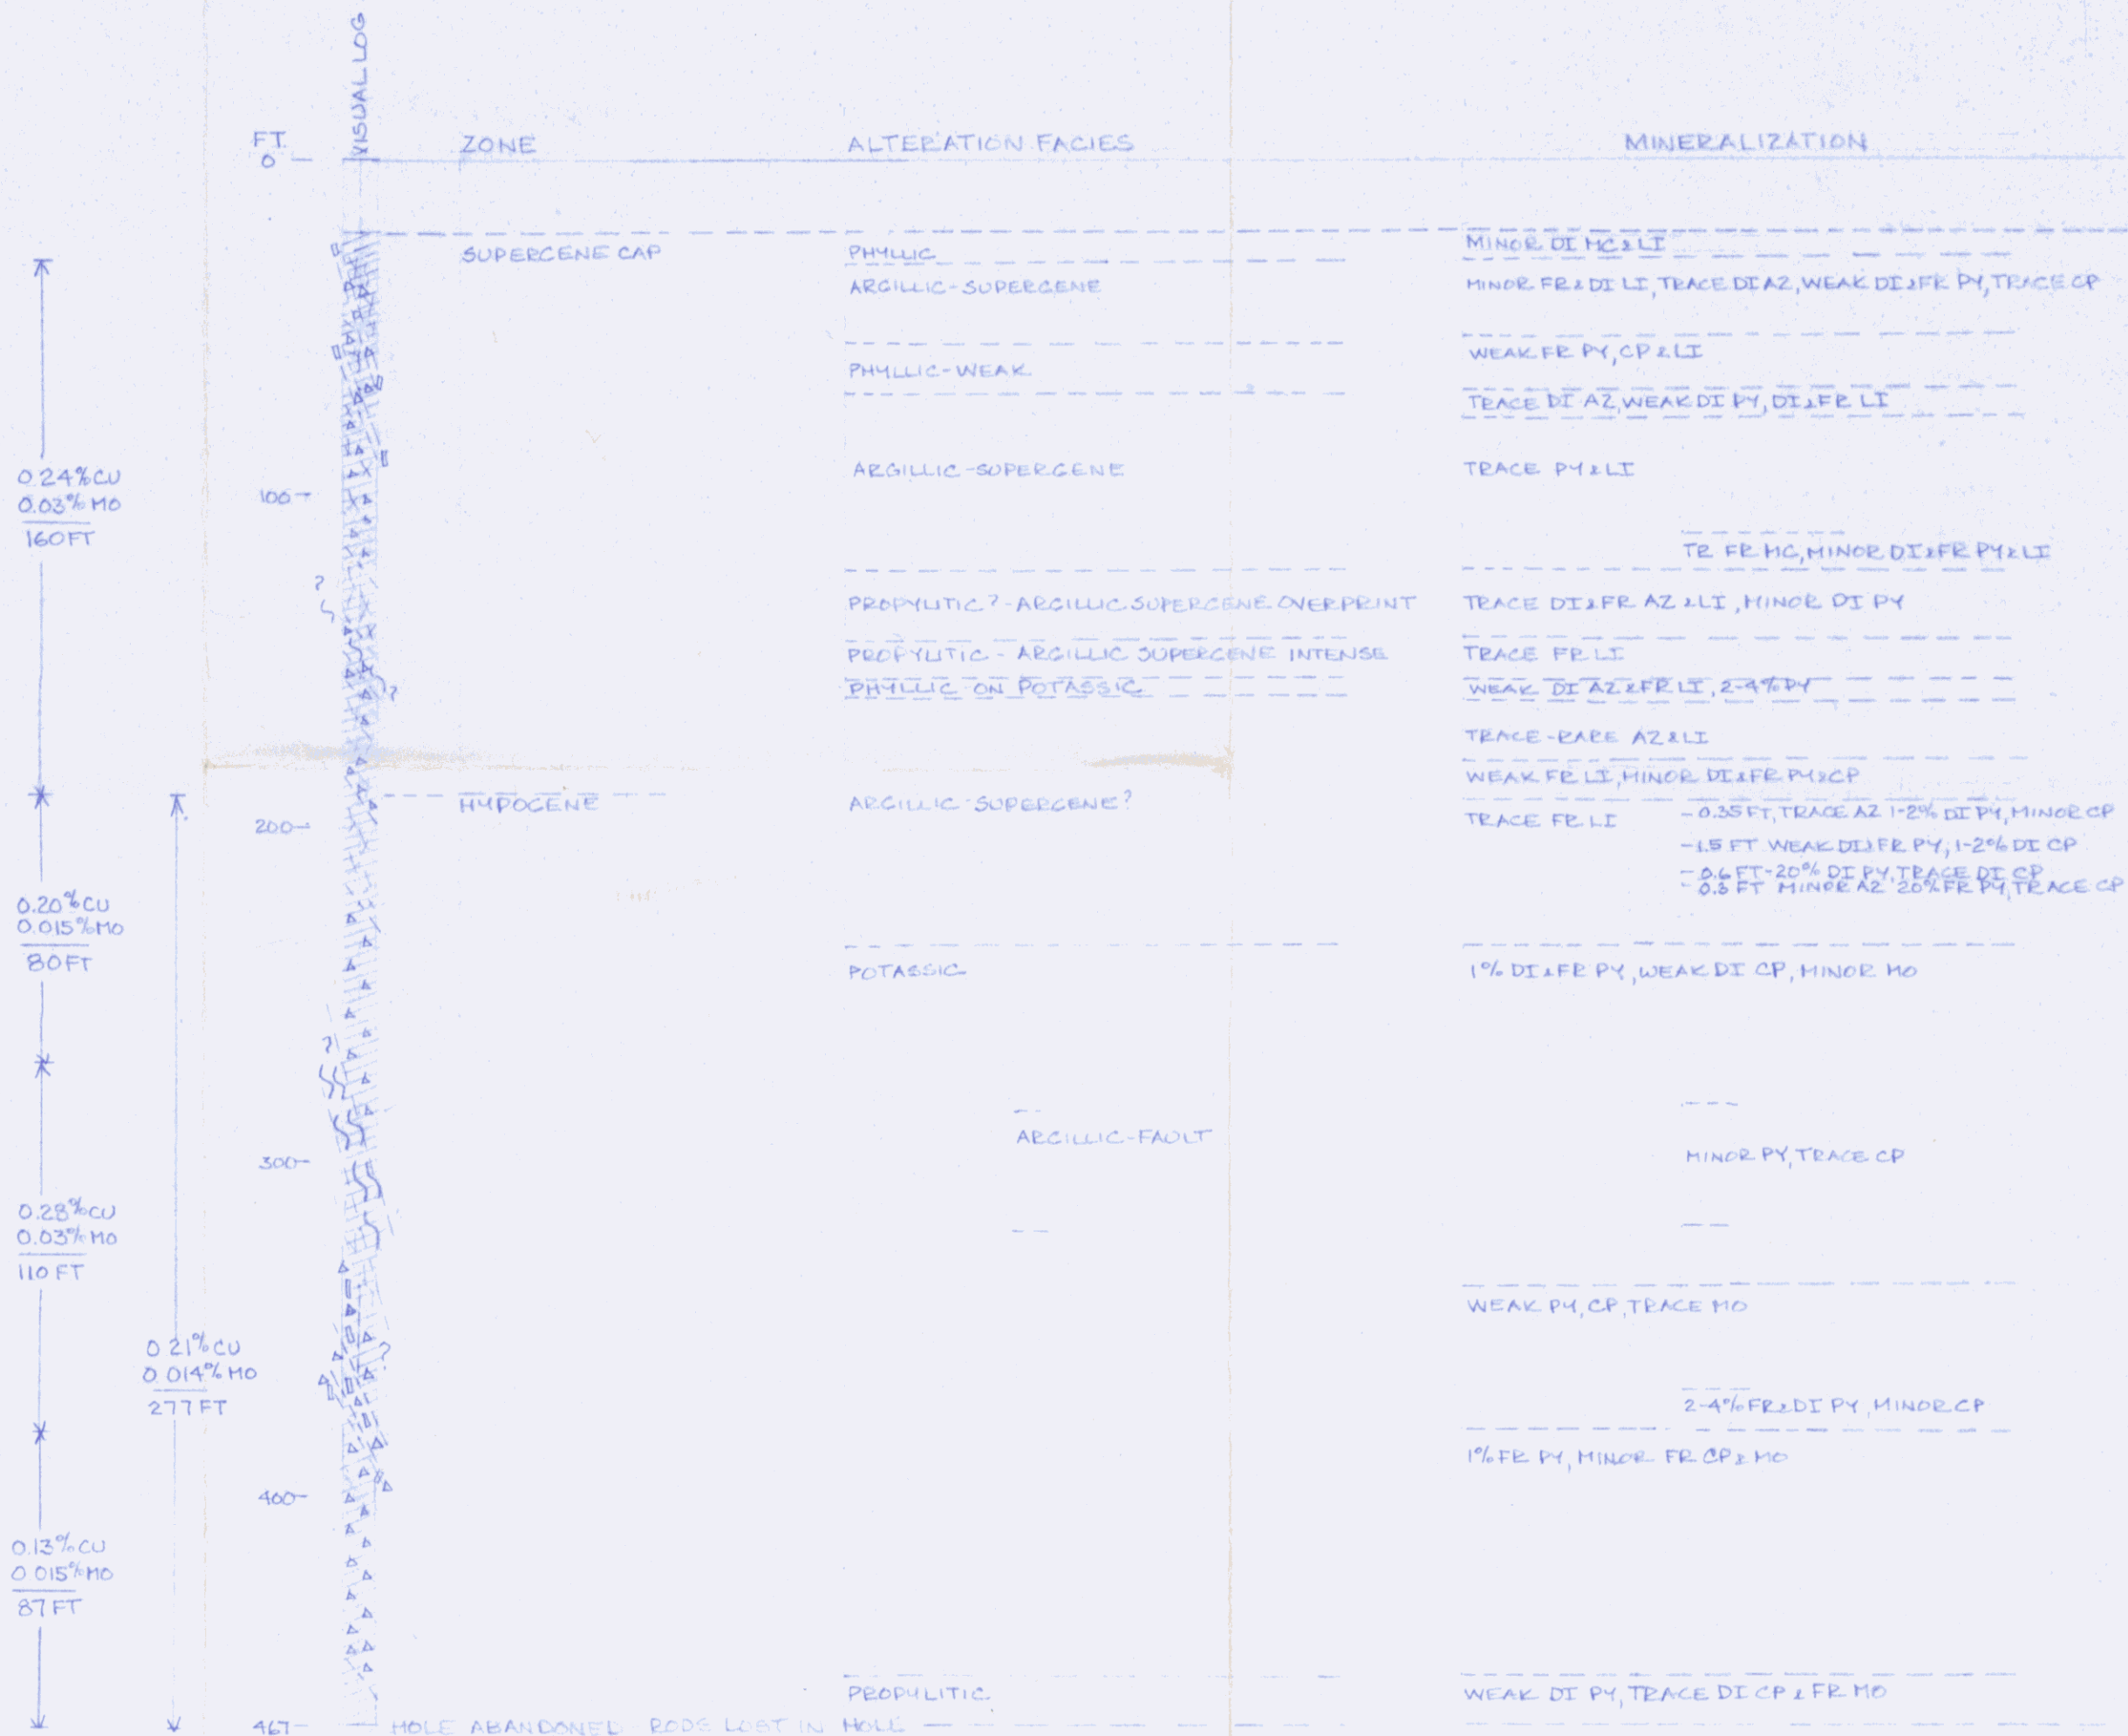 VISUAL LOG
FT. ZONE ALTERATION FACIES MINERALIZATION
0
SUPERGENE CAP PHYLLIC MINOR DI MC & LI
ARGILLIC-SUPERGENE MINOR FR & DI LI, TRACE DI AZ, WEAK DI & FR PY, TRACE CP
WEAK FR PY, CP & LI
PHYLLIC-WEAK
TRACE DI AZ, WEAK DI PY, DI & FR LI
0.24% CU
0.03% MO
160 FT
ARGILLIC-SUPERGENE TRACE PY & LI
100
TR FR MC, MINOR DI & FR PY & LI
?
PROPYLITIC?-ARGILLIC SUPERGENE OVERPRINT TRACE DI & FR AZ & LI, MINOR DI PY
PROPYLITIC - ARGILLIC SUPERGENE INTENSE TRACE FR LI
? PHYLLIC ON POTASSIC WEAK DI AZ & FR LI, 2-4% PY
TRACE-RARE AZ & LI
WEAK FR LI, MINOR DI & FR PY & CP
HYPOGENE ARGILLIC-SUPERGENE?
200 TRACE FR LI - 0.35 FT, TRACE AZ 1-2% DI PY, MINOR CP
- 1.5 FT WEAK DI & FR PY, 1-2% DI CP
- 0.6 FT-20% DI PY, TRACE DI CP
- 0.3 FT MINOR AZ 20% FR PY, TRACE CP
0.20% CU
0.015% MO
80 FT
POTASSIC 1% DI & FR PY, WEAK DI CP, MINOR MO
?
ARGILLIC-FAULT
300 MINOR PY, TRACE CP
0.28% CU
0.03% MO
110 FT
WEAK PY, CP, TRACE MO
0.21% CU
0.014% MO
277 FT
?
2-4% FR & DI PY, MINOR CP
1% FR PY, MINOR FR CP & MO
400
0.13% CU
0.015% MO
87 FT
PROPYLITIC WEAK DI PY, TRACE DI CP & FR MO
467 HOLE ABANDONED RODS LOST IN HOLE